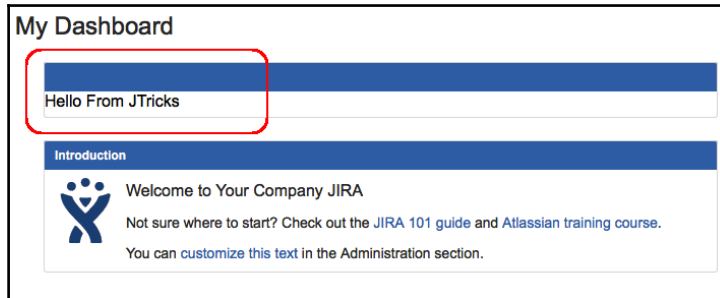 My Dashboard
Hello From JTricks
Introduction
Welcome to Your Company JIRA
Not sure where to start? Check out the JIRA 101 guide and Atlassian training course.
You can customize this text in the Administration section.